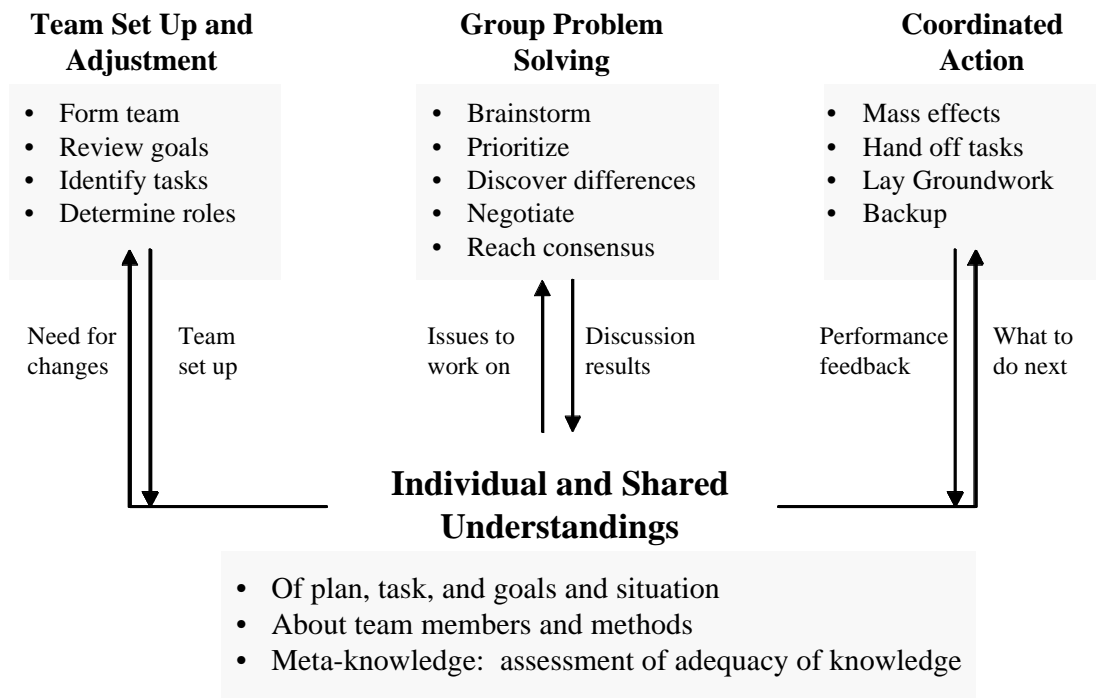 Team Set Up and
Adjustment
• Form team
• Review goals
• Identify tasks
• Determine roles
Group Problem
Solving
• Brainstorm
• Prioritize
• Discover differences
• Negotiate
• Reach consensus
Coordinated
Action
• Mass effects
• Hand off tasks
• Lay Groundwork
• Backup
Need for
changes
Team
set up
Issues to
work on
Discussion
results
Performance
feedback
What to
do next
Individual and Shared
Understandings
• Of plan, task, and goals and situation
• About team members and methods
• Meta-knowledge:  assessment of adequacy of knowledge